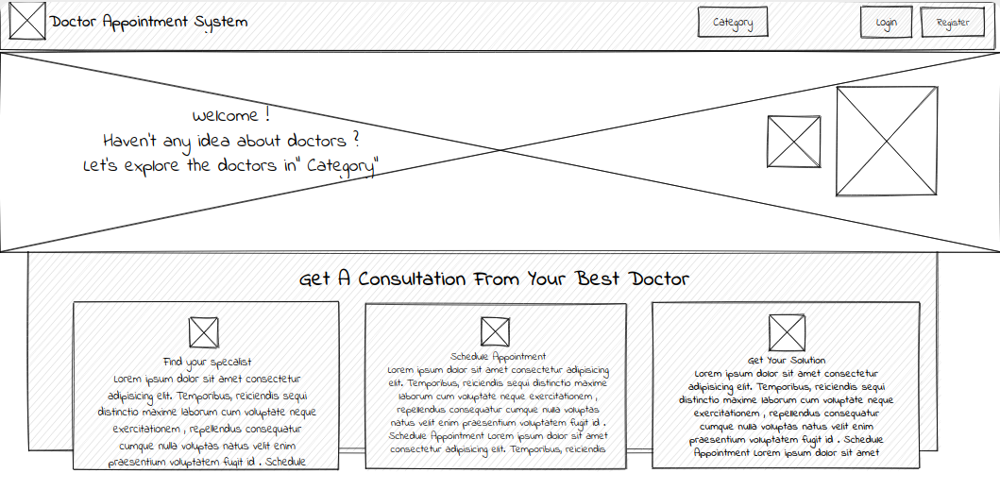 Doctor Appointment System
Category
Login
Register
Welcome !
Haven't any idea about doctors ?
Let's explore the doctors in" Category"
Get A Consultation From Your Best Doctor
Find your specalist
Lorem ipsum dolor sit amet consectetur
adipisicing elit. Temporibus, reiciendis sequi
distinctio maxime laborum cum voluptate neque
exercitationem , repellendus consequatur
cumque nulla voluptas natus velit enim
praesentium voluptatem fugit id . Schedule
Schedule Appointment
Lorem ipsum dolor sit amet consectetur adipisicing
elit. Temporibus, reiciendis sequi distinctio maxime
laborum cum voluptate neque exercitationem ,
repellendus consequatur cumque nulla voluptas
natus velit enim praesentium voluptatem fugit id .
Schedule Appointment Lorem ipsum dolor sit amet
consectetur adipisicing elit. Temporibus, reiciendis
Get Your Solution
Lorem ipsum dolor sit amet consectetur
adipisicing elit. Temporibus, reiciendis sequi
distinctio maxime laborum cum voluptate neque
exercitationem , repellendus consequatur
cumque nulla voluptas natus velit enim
praesentium voluptatem fugit id . Schedule
Appointment Lorem ipsum dolor sit amet